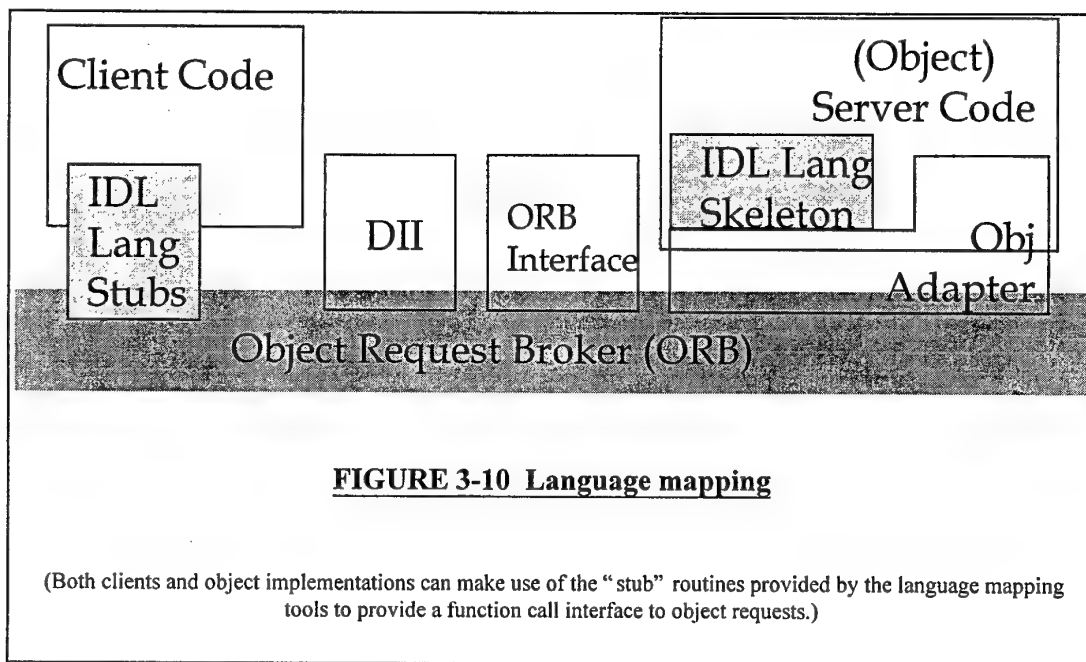 Client Code
IDL
Lang
Stubs
DII
ORB
Interface
(Object)
Server Code
IDL Lang
Skeleton
Obj
Adapter
Object Request Broker (ORB)
FIGURE 3-10 Language mapping
(Both clients and object implementations can make use of the “stub” routines provided by the language mapping
tools to provide a function call interface to object requests.)